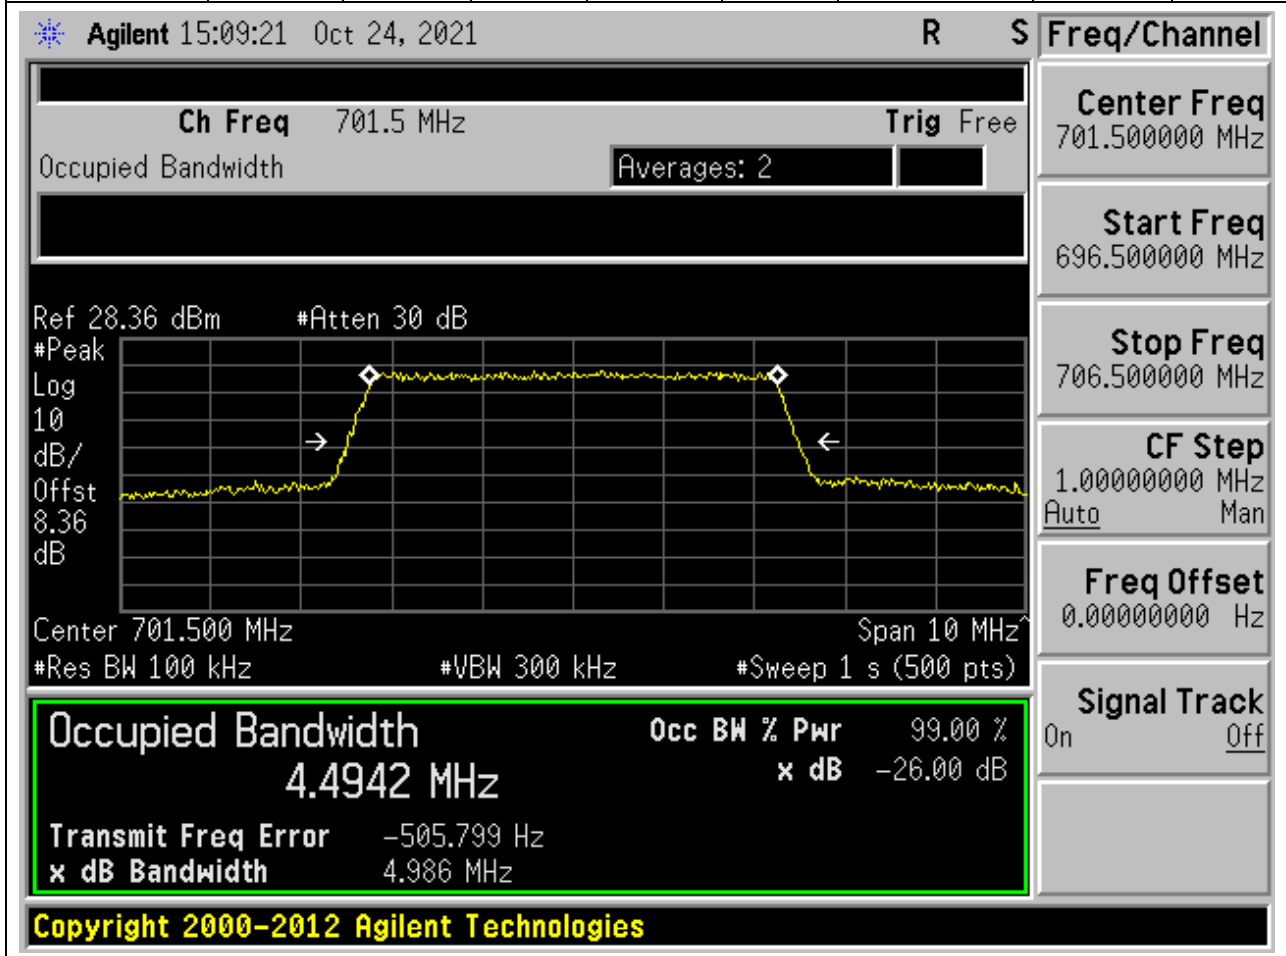 Agilent 15:09:21 Oct 24, 2021 R S Freq/Channel
Ch Freq 701.5 MHz Trig Free
Occupied Bandwidth Averages: 2
Center Freq
701.500000 MHz
Start Freq
696.500000 MHz
Stop Freq
706.500000 MHz
CF Step
1.00000000 MHz
Auto Man
Freq Offset
0.00000000 Hz
Signal Track
On Off
Ref 28.36 dBm #Atten 30 dB
#Peak
Log
10
dB/
Offst
8.36
dB
Center 701.500 MHz Span 10 MHz^
#Res BW 100 kHz #VBW 300 kHz #Sweep 1 s (500 pts)
Occupied Bandwidth Occ BW % Pwr 99.00 %
4.4942 MHz x dB -26.00 dB
Transmit Freq Error -505.799 Hz
x dB Bandwidth 4.986 MHz
Copyright 2000-2012 Agilent Technologies